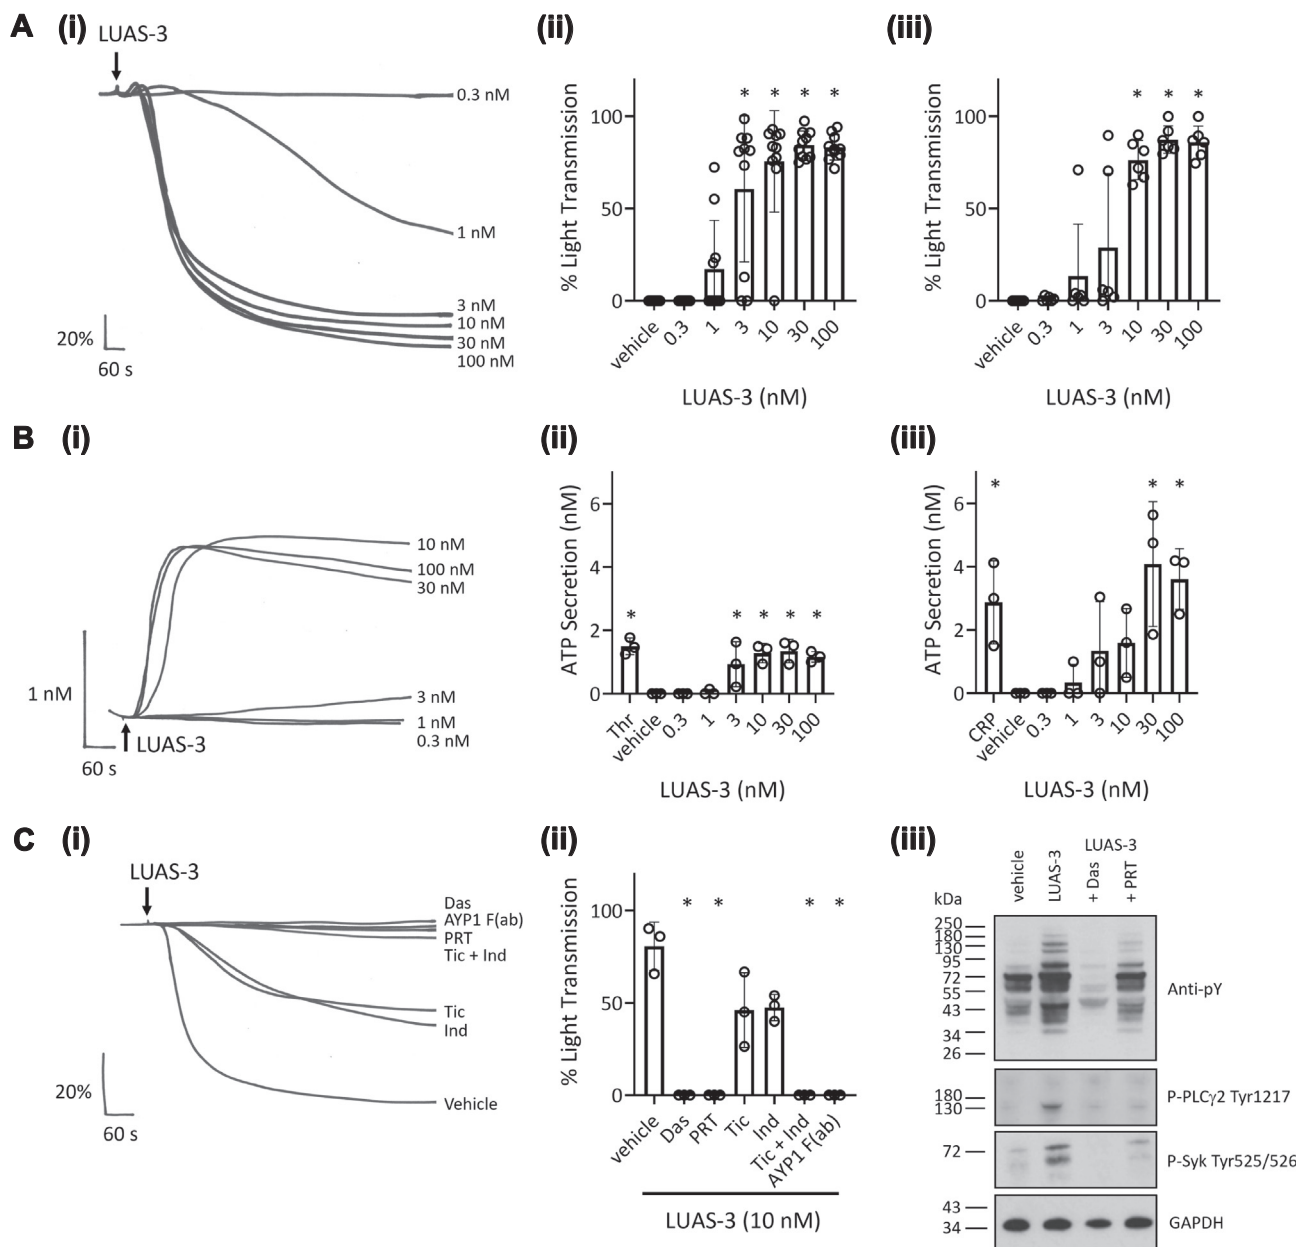 A (i) (ii) (iii)
LUAS-3
0.3 nM
1 nM
3 nM
10 nM
30 nM
100 nM
20%
60 s
% Light Transmission
100
50
0
* * * *
vehicle 0.3 1 3 10 30 100
LUAS-3 (nM)
% Light Transmission
100
50
0
* * *
vehicle 0.3 1 3 10 30 100
LUAS-3 (nM)
B (i) (ii) (iii)
10 nM
100 nM
30 nM
3 nM
1 nM
0.3 nM
1 nM
60 s
LUAS-3
ATP Secretion (nM)
6
4
2
0
* * * * *
Thr vehicle 0.3 1 3 10 30 100
LUAS-3 (nM)
ATP Secretion (nM)
6
4
2
0
* * *
CRP vehicle 0.3 1 3 10 30 100
LUAS-3 (nM)
C (i) (ii) (iii)
LUAS-3
Das
AYP1 F(ab)
PRT
Tic + Ind
Tic
Ind
Vehicle
20%
60 s
% Light Transmission
100
50
0
* * * *
vehicle Das PRT Tic Ind Tic + Ind AYP1 F(ab)
LUAS-3 (10 nM)
LUAS-3
vehicle LUAS-3 + Das + PRT
kDa
250
180
130
95
72
55
43
34
26
Anti-pY
180
130
P-PLCγ2 Tyr1217
72
P-Syk Tyr525/526
43
34
GAPDH